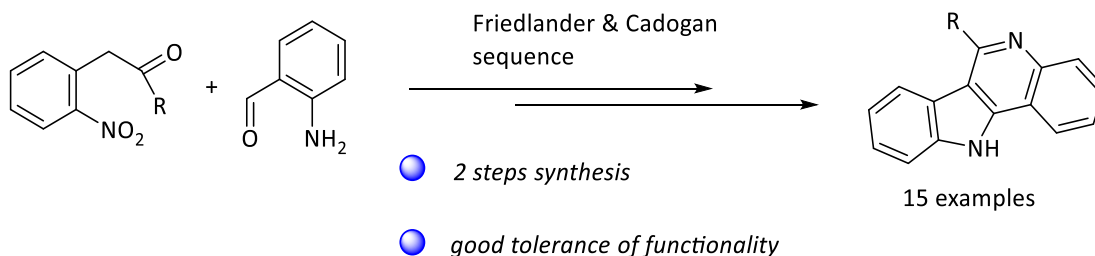 Friedlander & Cadogan
sequence
O
R
+
NO2
O
NH2
R
N
NH
2 steps synthesis
15 examples
good tolerance of functionality